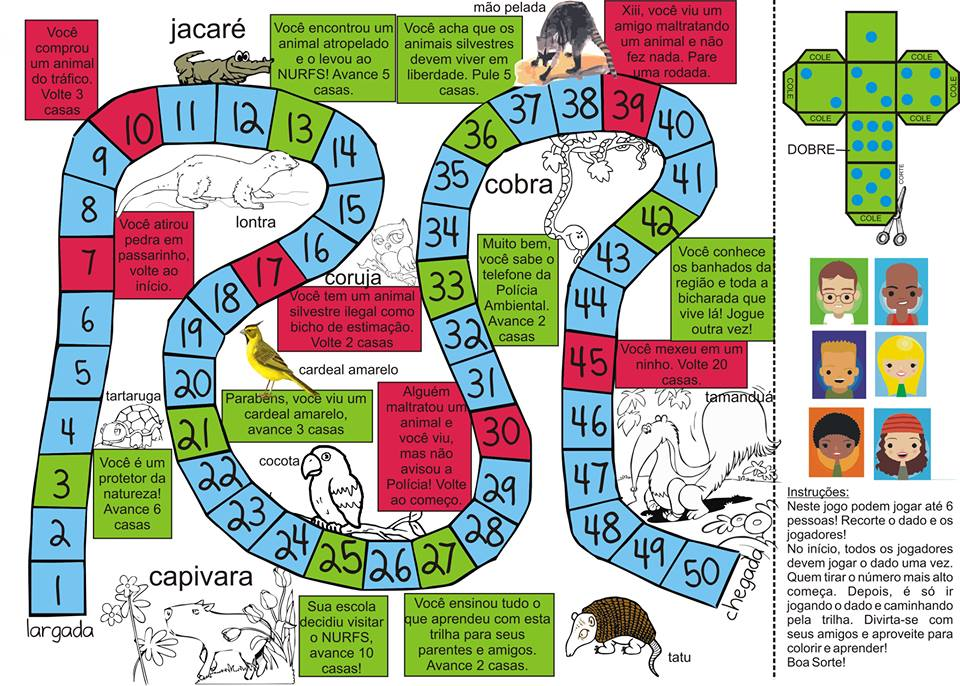 Você
comprou
um animal
do tráfico.
Volte 3
casas
jacaré
Você encontrou um
animal atropelado
e o levou ao
NURFS! Avance 5
casas.
Você acha que os
animais silvestres
devem viver em
liberdade. Pule 5
casas.
mão pelada
Xiii, você viu um
amigo maltratando
um animal e não
fez nada. Pare
uma rodada.
largada
1
2
3
4
5
6
7
8
9
10
11
12
13
14
15
16
17
18
19
20
21
22
23
24
25
26
27
28
29
30
31
32
33
34
35
36
37
38
39
40
41
42
43
44
45
46
47
48
49
50
chegada
lontra
Você atirou
pedra em
passarinho,
volte ao
início.
coruja
Você tem um animal
silvestre ilegal como
bicho de estimação.
Volte 2 casas
cobra
Muito bem,
você sabe o
telefone da
Polícia
Ambiental.
Avance 2
casas
Você conhece
os banhados da
região e toda a
bicharada que
vive lá! Jogue
outra vez!
Você mexeu em um
ninho. Volte 20
casas.
tamanduá
cardeal amarelo
Parabéns, você viu um
cardeal amarelo,
avance 3 casas
Alguém
maltratou um
animal e
você viu,
mas não
avisou a
Polícia! Volte
ao começo.
tartaruga
Você é um
protetor da
natureza!
Avance 6
casas
cocota
capivara
Sua escola
decidiu visitar
o NURFS,
avance 10
casas!
Você ensinou tudo o
que aprendeu com esta
trilha para seus
parentes e amigos.
Avance 2 casas.
tatu
COLE
COLE
COLE
COLE
COLE
COLE
DOBRE
CORTE
COLE
Instruções:
Neste jogo podem jogar até 6
pessoas! Recorte o dado e os
jogadores!
No início, todos os jogadores
devem jogar o dado uma vez.
Quem tirar o número mais alto
começa. Depois, é só ir
jogando o dado e caminhando
pela trilha. Divirta-se com
seus amigos e aproveite para
colorir e aprender!
Boa Sorte!